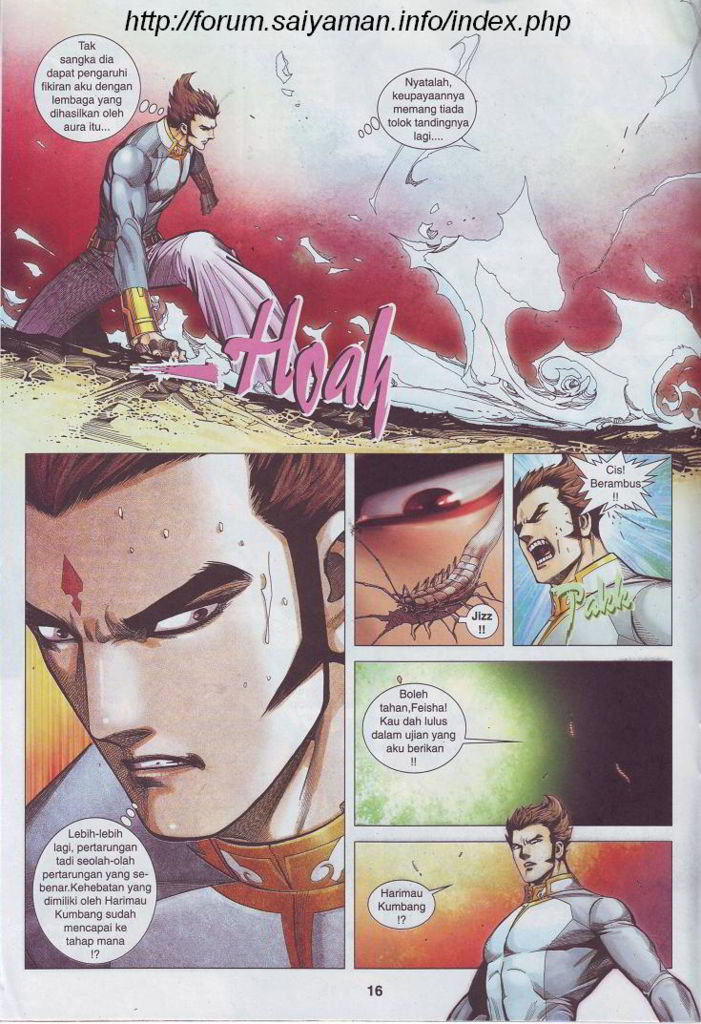 http://forum.saiyaman.info/index.php
Tak
sangka dia
dapat pengaruhi
fikiran aku dengan
lembaga yang
dihasilkan oleh
aura itu...
Nyatalah,
keupayaannya
memang tiada
tolok tandingnya
lagi....
Hoah
Lebih-lebih
lagi, pertarungan
tadi seolah-olah
pertarungan yang se-
benar.Kehebatan yang
dimiliki oleh Harimau
Kumbang sudah
mencapai ke
tahap mana
!?
Jizz
!!
Cis!
Berambus
!!
Pakk
Boleh
tahan,Feisha!
Kau dah lulus
dalam ujian yang
aku berikan
!!
Harimau
Kumbang
!?
16